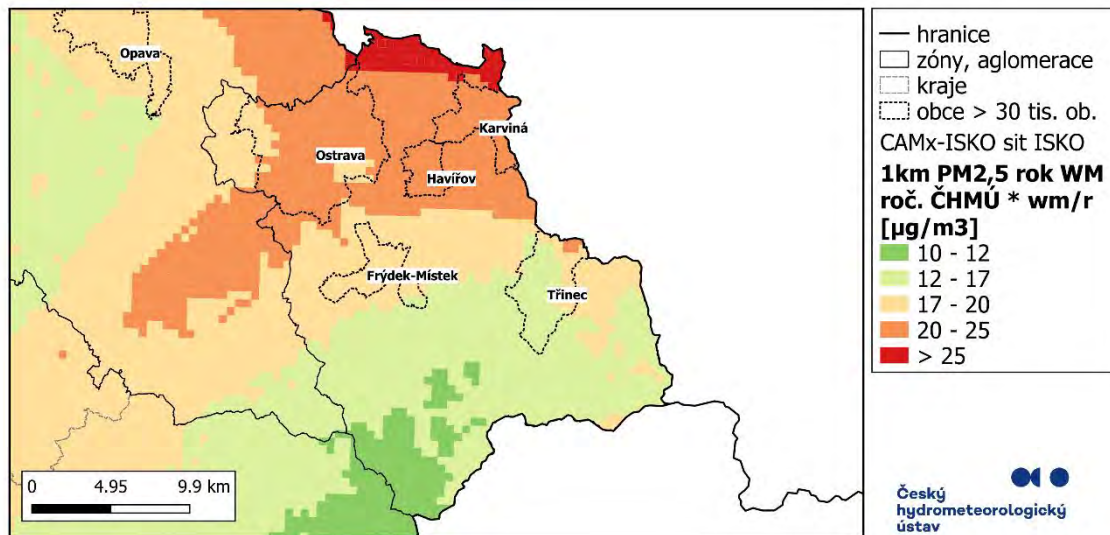 Opava
Karviná
Ostrava
Havířov
Frýdek-Místek
Třinec
0 4.95 9.9 km
hranice
zóny, aglomerace
kraje
obce > 30 tis. ob.
CAMx-ISKO sit ISKO
1km PM2,5 rok WM
roč. ČHMÚ * wm/r
[µg/m3]
10 - 12
12 - 17
17 - 20
20 - 25
> 25
Český
hydrometeorologický
ústav